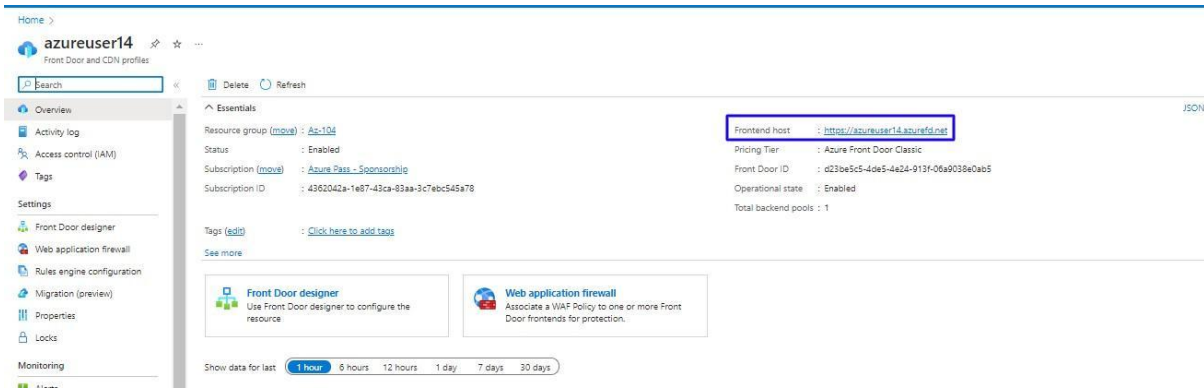 Home >
azureuser14
Front Door and CDN profiles
Search
Overview
Activity log
Access control (IAM)
Tags
Settings
Front Door designer
Web application firewall
Rules engine configuration
Migration (preview)
Properties
Locks
Monitoring
Alerts
Delete Refresh
Essentials
JSON
Resource group (move) : Az-104
Status : Enabled
Subscription (move) : Azure Pass - Sponsorship
Subscription ID : 4362042a-1e87-43ca-83aa-3c7ebc545a78
Frontend host : https://azureuser14.azurefd.net
Pricing Tier : Azure Front Door Classic
Front Door ID : d23be5c5-4de5-4e24-913f-06a9038e0ab5
Operational state : Enabled
Total backend pools : 1
Tags (edit) : Click here to add tags
See more
Front Door designer
Use Front Door designer to configure the
resource
Web application firewall
Associate a WAF Policy to one or more Front
Door frontends for protection.
Show data for last 1 hour 6 hours 12 hours 1 day 7 days 30 days